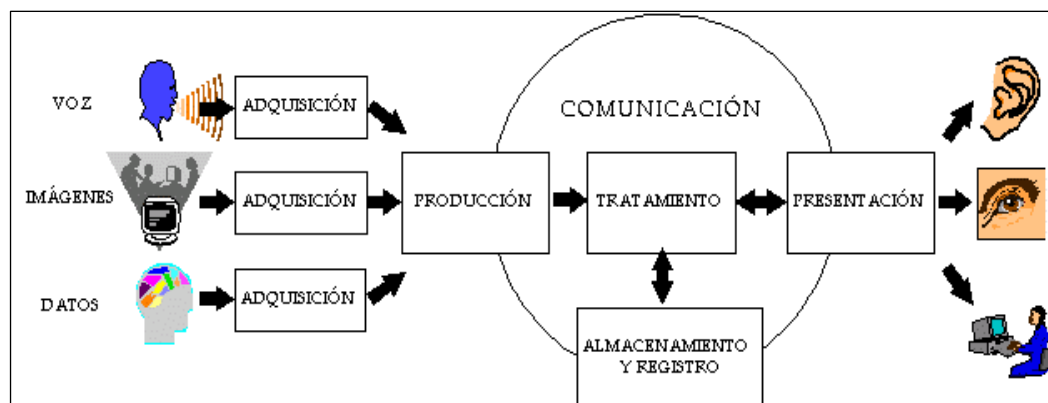 VOZ
ADQUISICIÓN
COMUNICACIÓN
IMÁGENES
ADQUISICIÓN
PRODUCCIÓN
TRATAMIENTO
PRESENTACIÓN
DATOS
ADQUISICIÓN
ALMACENAMIENTO
Y REGISTRO